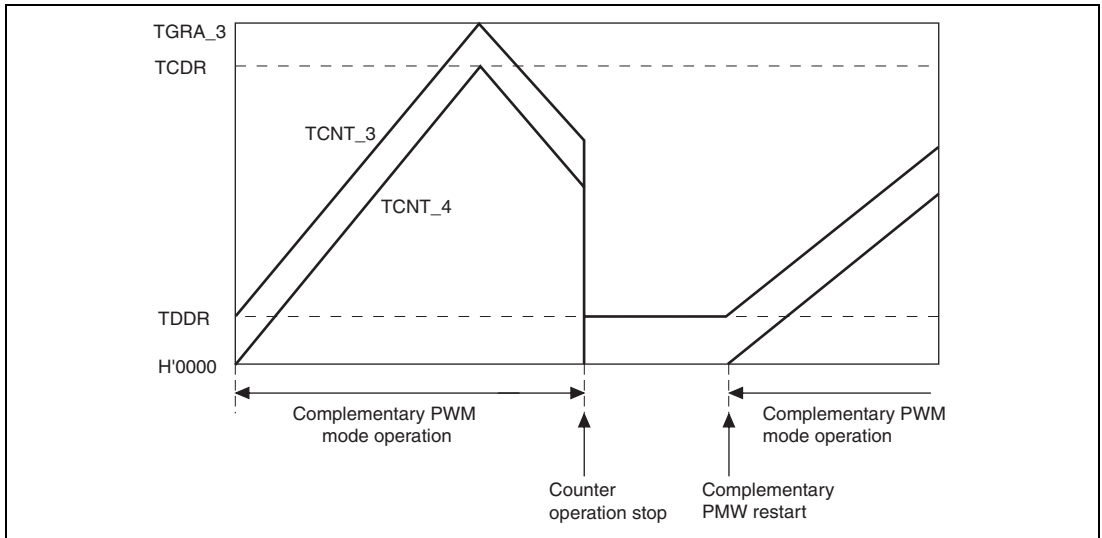 TGRA_3
TCDR
TCNT_3
TCNT_4
TDDR
H'0000
Complementary PWM
mode operation
Complementary PWM
mode operation
Counter
operation stop
Complementary
PMW restart